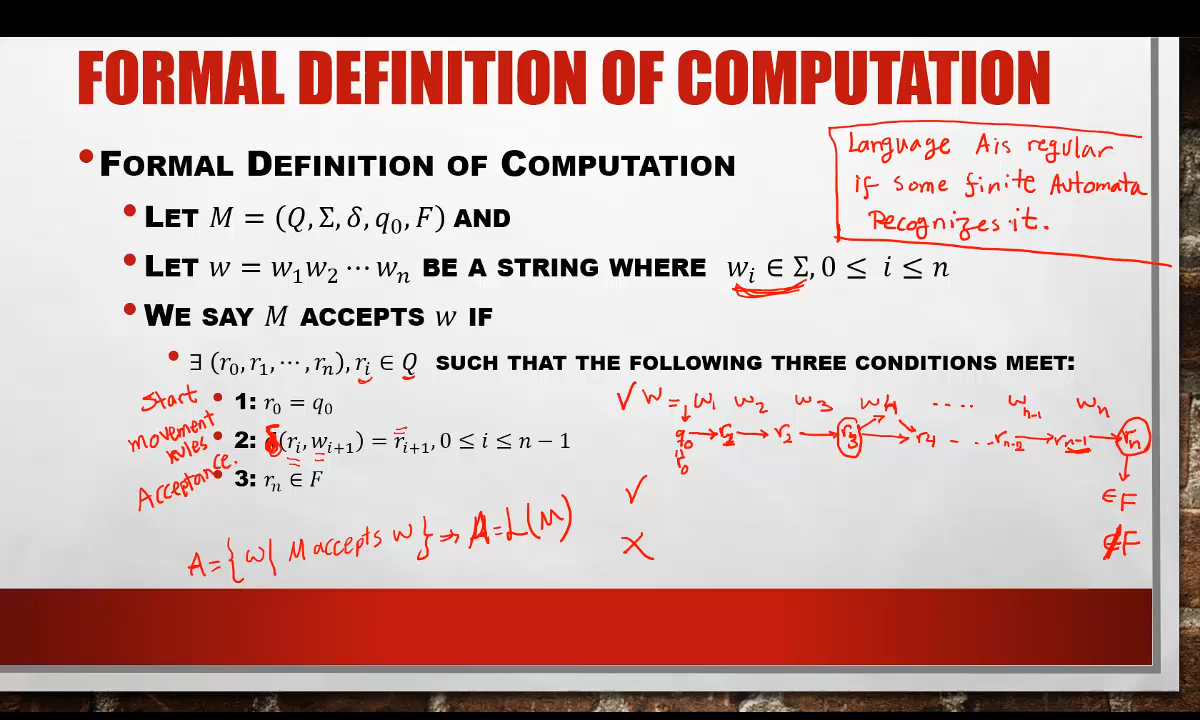 FORMAL DEFINITION OF COMPUTATION
• FORMAL DEFINITION OF COMPUTATION
Language A is regular
if some finite Automata
Recognizes it.
• LET M = (Q, Σ, δ, q₀, F) AND
• LET w = w₁w₂ ⋯ wₙ BE A STRING WHERE wᵢ ∈ Σ, 0 ≤ i ≤ n
• WE SAY M ACCEPTS w IF
• ∃ (r₀, r₁, ⋯, rₙ), rᵢ ∈ Q SUCH THAT THE FOLLOWING THREE CONDITIONS MEET:
Start • 1: r₀ = q₀
movement rules • 2: δ(rᵢ, wᵢ₊₁) = rᵢ₊₁, 0 ≤ i ≤ n − 1
Acceptance. • 3: rₙ ∈ F
✓ W = w₁ w₂ w₃ w₄ .... wₙ₋₁ wₙ
q₀ → r₂ → r₂ → r₃ → r₄ - ... rₙ₋₂ → rₙ₋₁ → rₙ
r₀
✓ ∈ F
X ∉ F
A = {w | M accepts w} → A = L(M)